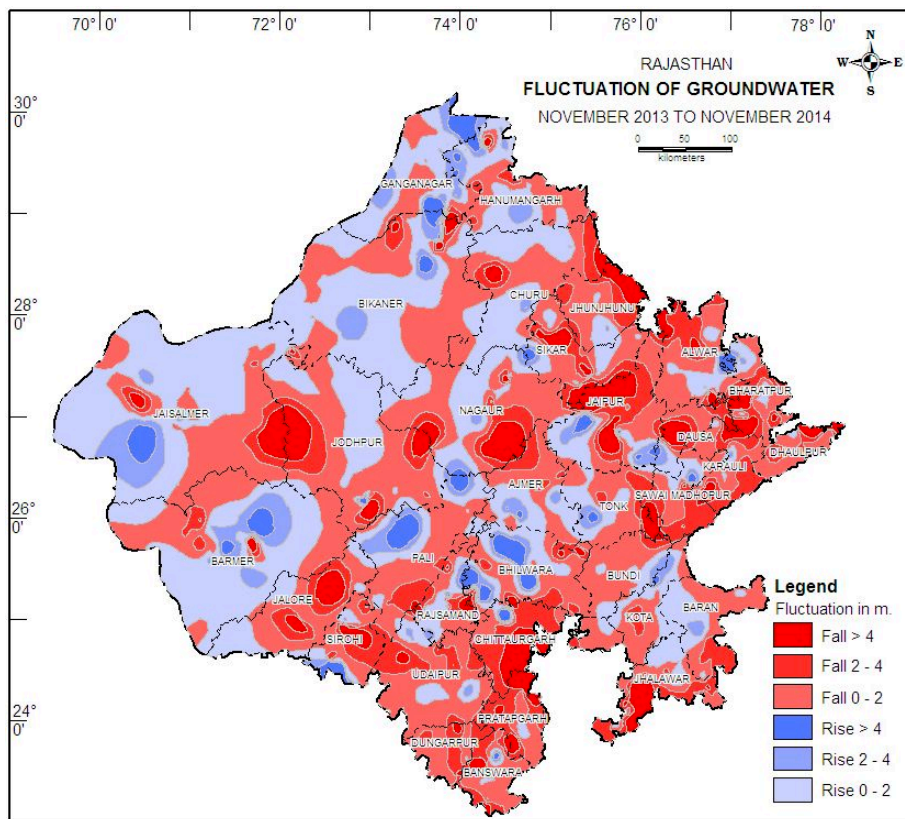 70° 0' 72° 0' 74° 0' 76° 0' 78° 0'
N
W E
S
RAJASTHAN
FLUCTUATION OF GROUNDWATER
NOVEMBER 2013 TO NOVEMBER 2014
0 50 100
kilometers
30°
0'
GANGANAGAR
HANUMANGARH
28°
0'
BIKANER
CHURU
JHUNJHUNU
SIKAR
ALWAR
JAISALMER
NAGAUR
JAIPUR
BHARATPUR
JODHPUR
DAUSA
DHAULPUR
KARAULI
26°
0'
AJMER
TONK
SAWAI MADHOPUR
BARMER
PALI
BHILWARA
BUNDI
JALORE
RAJSAMAND
KOTA
BARAN
SIROHI
CHITTAURGARH
UDAIPUR
JHALAWAR
24°
0'
PRATAPGARH
DUNGARPUR
BANSWARA
Legend
Fluctuation in m.
Fall > 4
Fall 2 - 4
Fall 0 - 2
Rise > 4
Rise 2 - 4
Rise 0 - 2